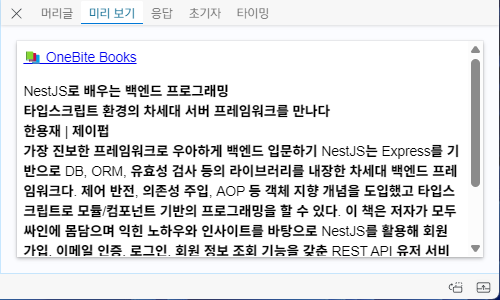 머리글 미리 보기 응답 초기자 타이밍
OneBite Books
NestJS로 배우는 백엔드 프로그래밍
타입스크립트 환경의 차세대 서버 프레임워크를 만나다
한용재 | 제이펍
가장 진보한 프레임워크로 우아하게 백엔드 입문하기 NestJS는 Express를 기
반으로 DB, ORM, 유효성 검사 등의 라이브러리를 내장한 차세대 백엔드 프레
임워크다. 제어 반전, 의존성 주입, AOP 등 객체 지향 개념을 도입했고 타입스
크립트로 모듈/컴포넌트 기반의 프로그래밍을 할 수 있다. 이 책은 저자가 모두
싸인에 몸담으며 익힌 노하우와 인사이트를 바탕으로 NestJS를 활용해 회원
가입, 이메일 인증, 로그인, 회원 정보 조회 기능을 갖춘 REST API 유저 서비